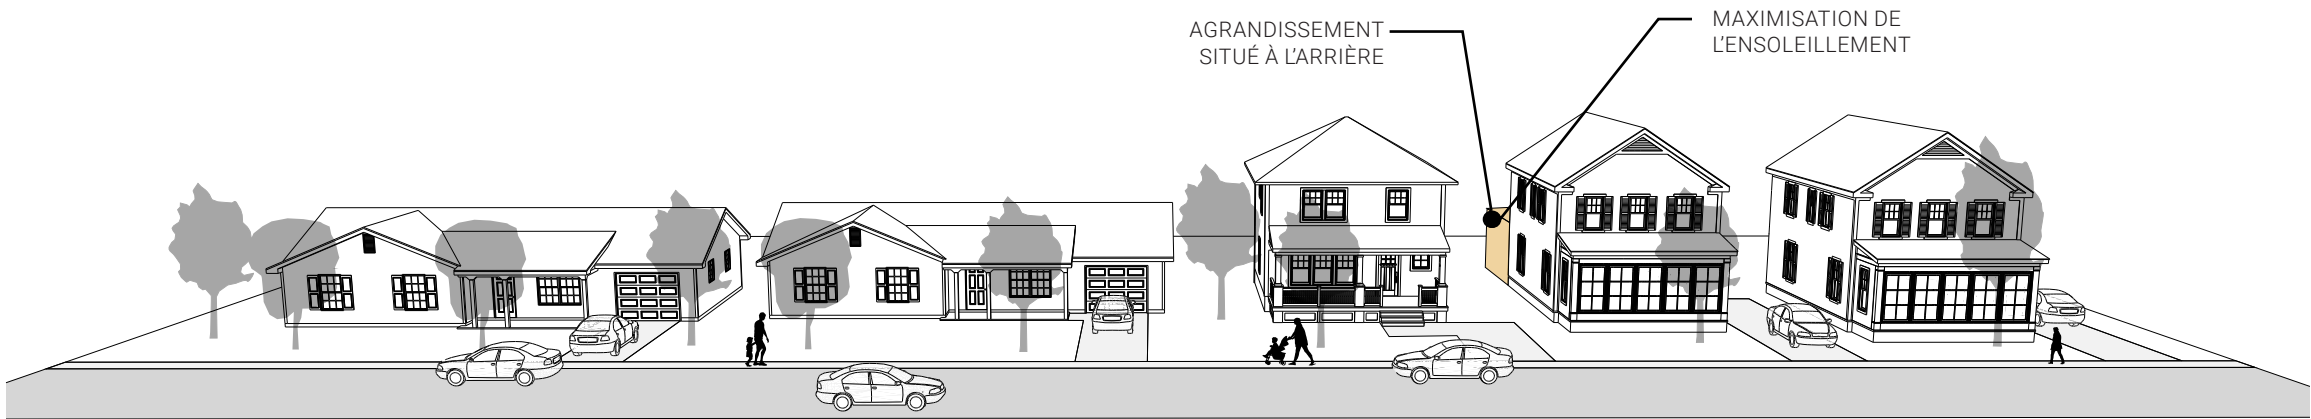 AGRANDISSEMENT
SITUÉ À L'ARRIÈRE
MAXIMISATION DE
L'ENSOLEILLEMENT